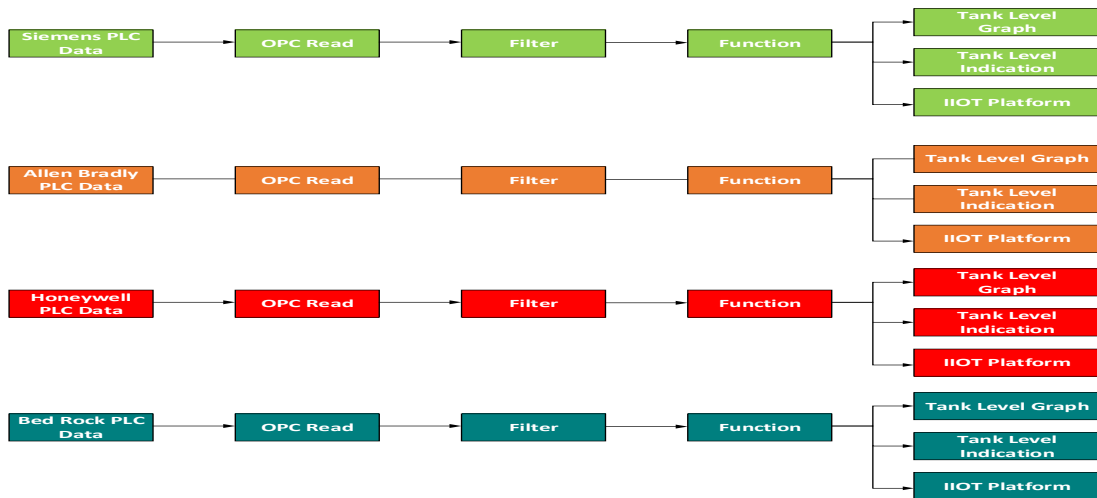 Siemens PLC
Data
OPC Read
Filter
Function
Tank Level
Graph
Tank Level
Indication
IIOT Platform
Allen Bradly
PLC Data
OPC Read
Filter
Function
Tank Level Graph
Tank Level
Indication
IIOT Platform
Honeywell
PLC Data
OPC Read
Filter
Function
Tank Level
Graph
Tank Level
Indication
IIOT Platform
Bed Rock PLC
Data
OPC Read
Filter
Function
Tank Level Graph
Tank Level
Indication
IIOT Platform